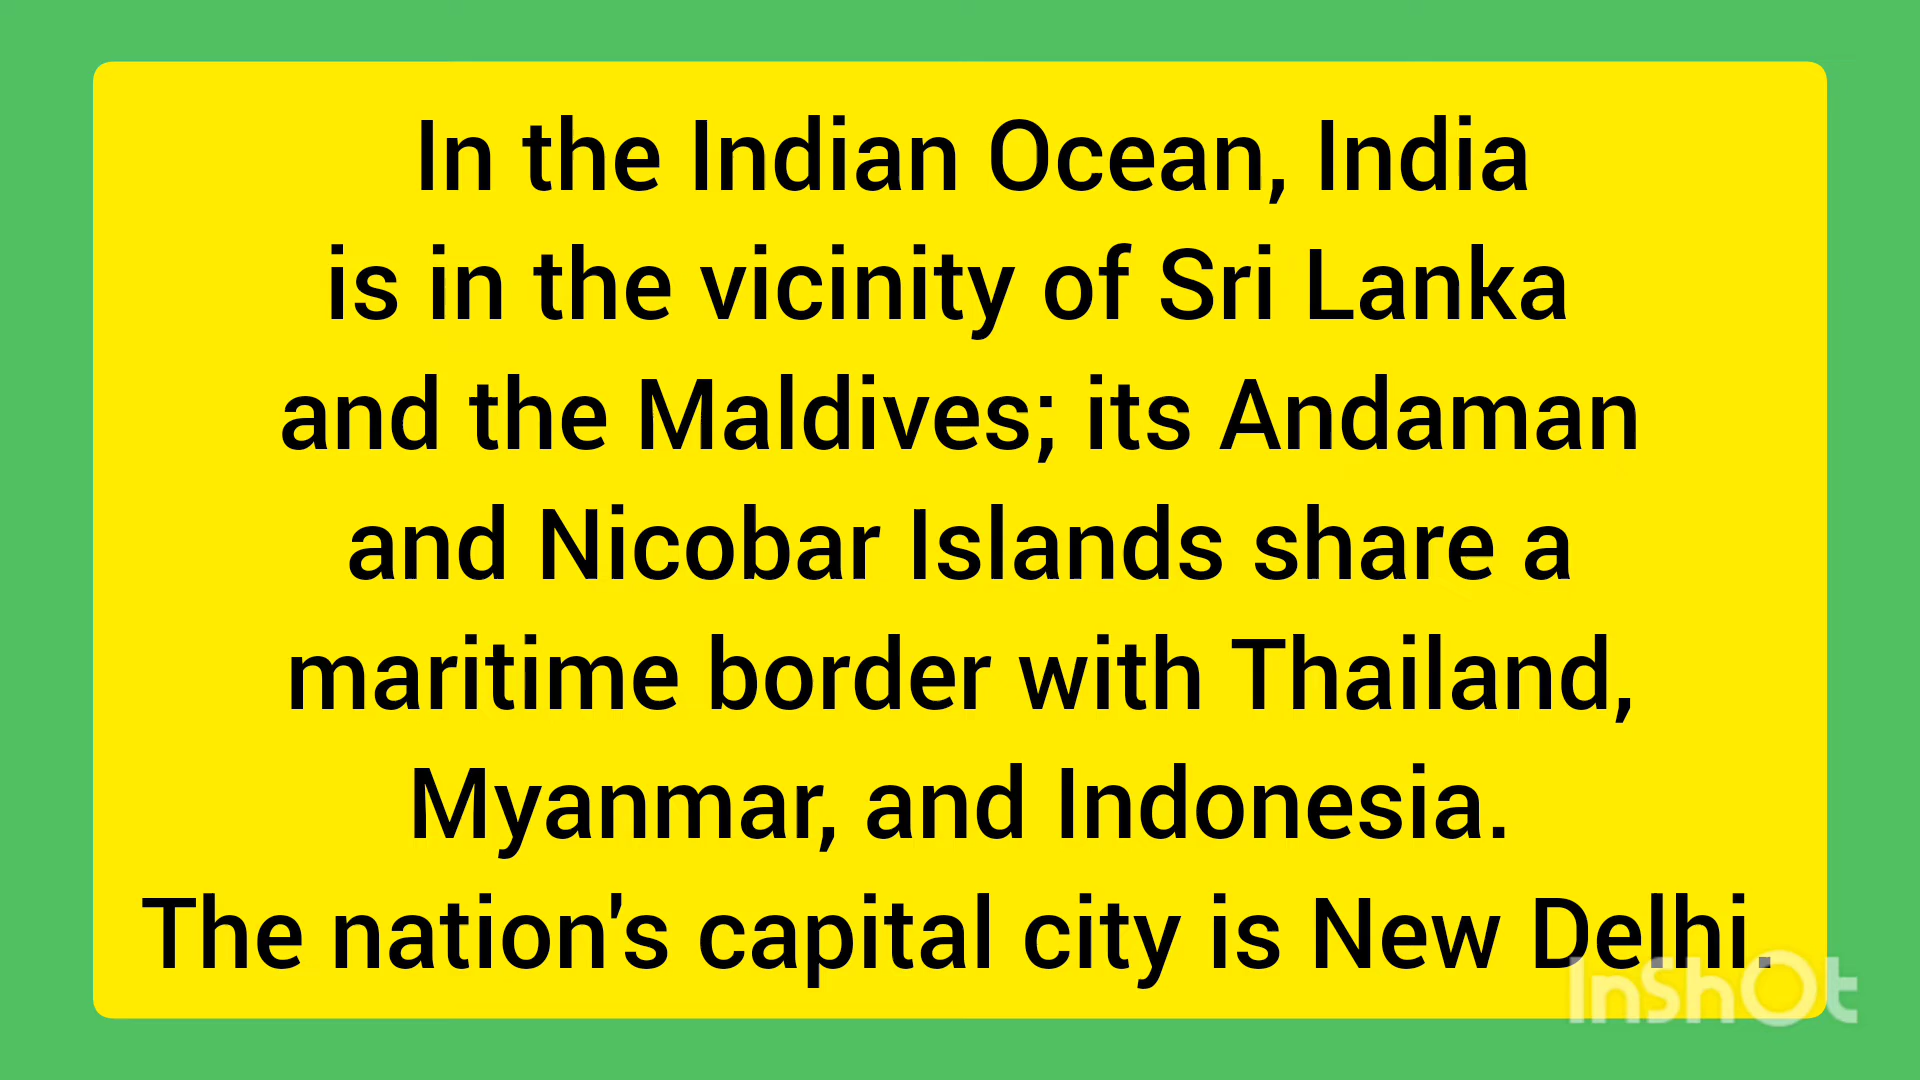 In the Indian Ocean, India
is in the vicinity of Sri Lanka
and the Maldives; its Andaman
and Nicobar Islands share a
maritime border with Thailand,
Myanmar, and Indonesia.
The nation's capital city is New Delhi.
InShOt